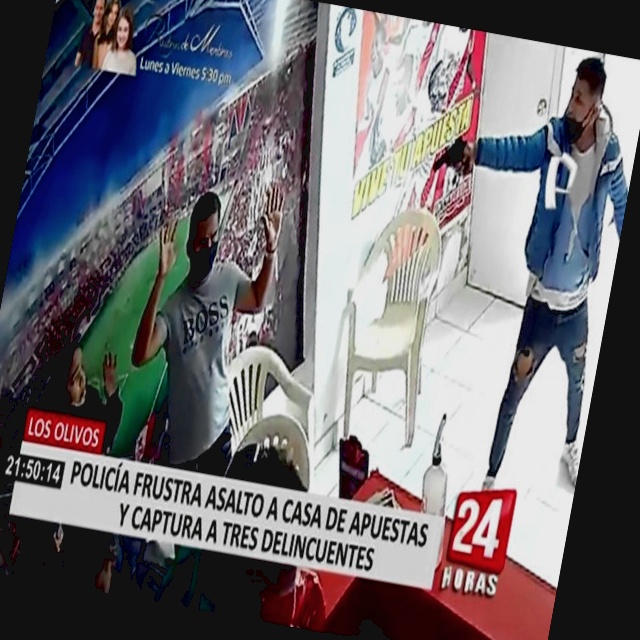 Lunes a Viernes 5:30 pm
VIVE TU APUESTA
BOSS
LOS OLIVOS
21:50:14
POLICÍA FRUSTRA ASALTO A CASA DE APUESTAS
Y CAPTURA A TRES DELINCUENTES
24
HORAS